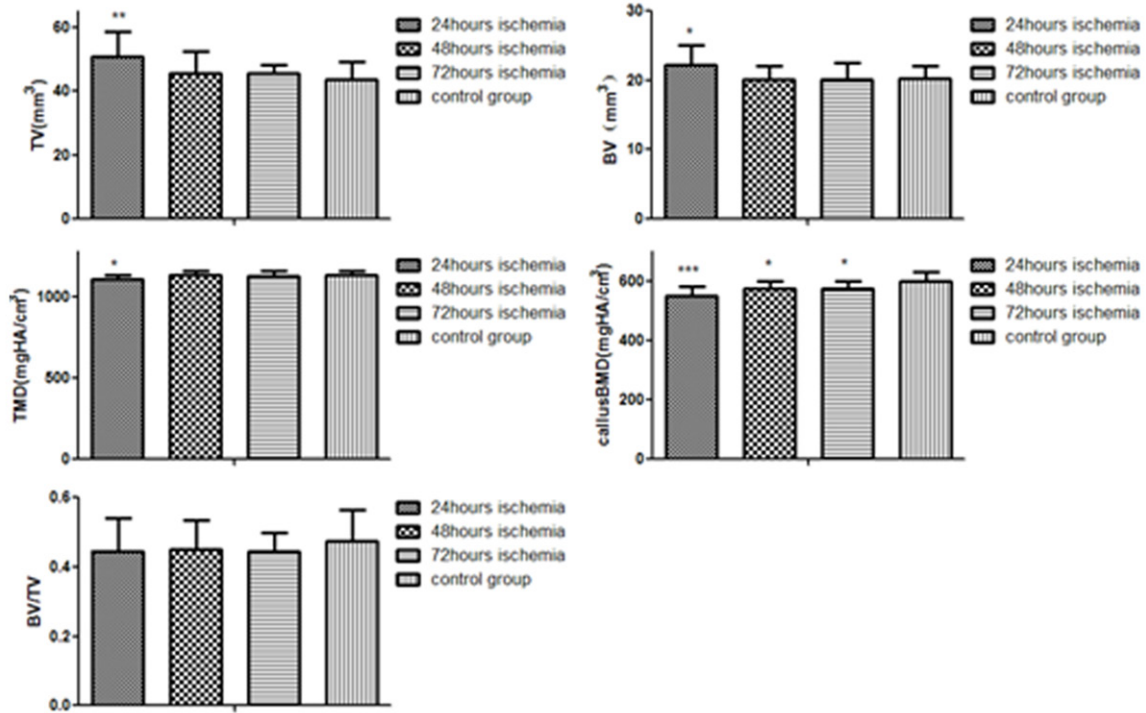 **
60
40
20
0
TV(mm³)
24hours ischemia
48hours ischemia
72hours ischemia
control group
*
30
20
10
0
BV（mm³）
24hours ischemia
48hours ischemia
72hours ischemia
control group
*
1000
500
0
TMD(mgHA/cm³)
24hours ischemia
48hours ischemia
72hours ischemia
control group
***
*
*
600
400
200
0
callusBMD(mgHA/cm³)
24hours ischemia
48hours ischemia
72hours ischemia
control group
0.6
0.4
0.2
0.0
BV/TV
24hours ischemia
48hours ischemia
72hours ischemia
control group